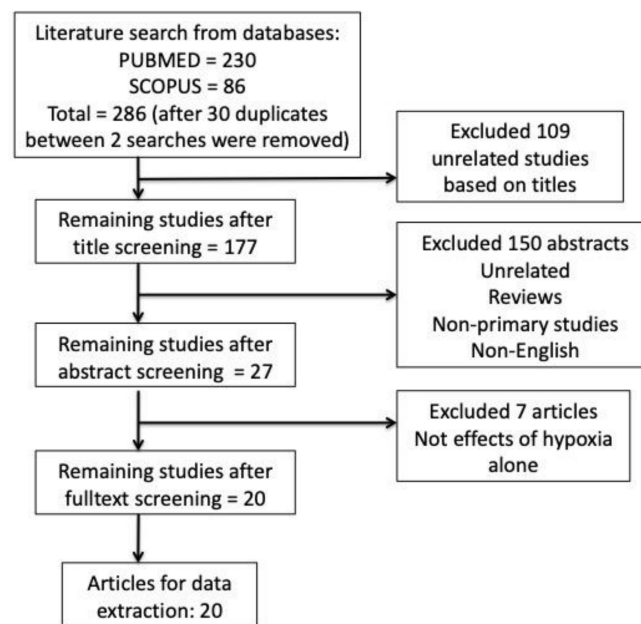 Literature search from databases:
PUBMED = 230
SCOPUS = 86
Total = 286 (after 30 duplicates
between 2 searches were removed)
Excluded 109
unrelated studies
based on titles
Remaining studies after
title screening = 177
Excluded 150 abstracts
Unrelated
Reviews
Non-primary studies
Non-English
Remaining studies after
abstract screening = 27
Excluded 7 articles
Not effects of hypoxia
alone
Remaining studies after
fulltext screening = 20
Articles for data
extraction: 20